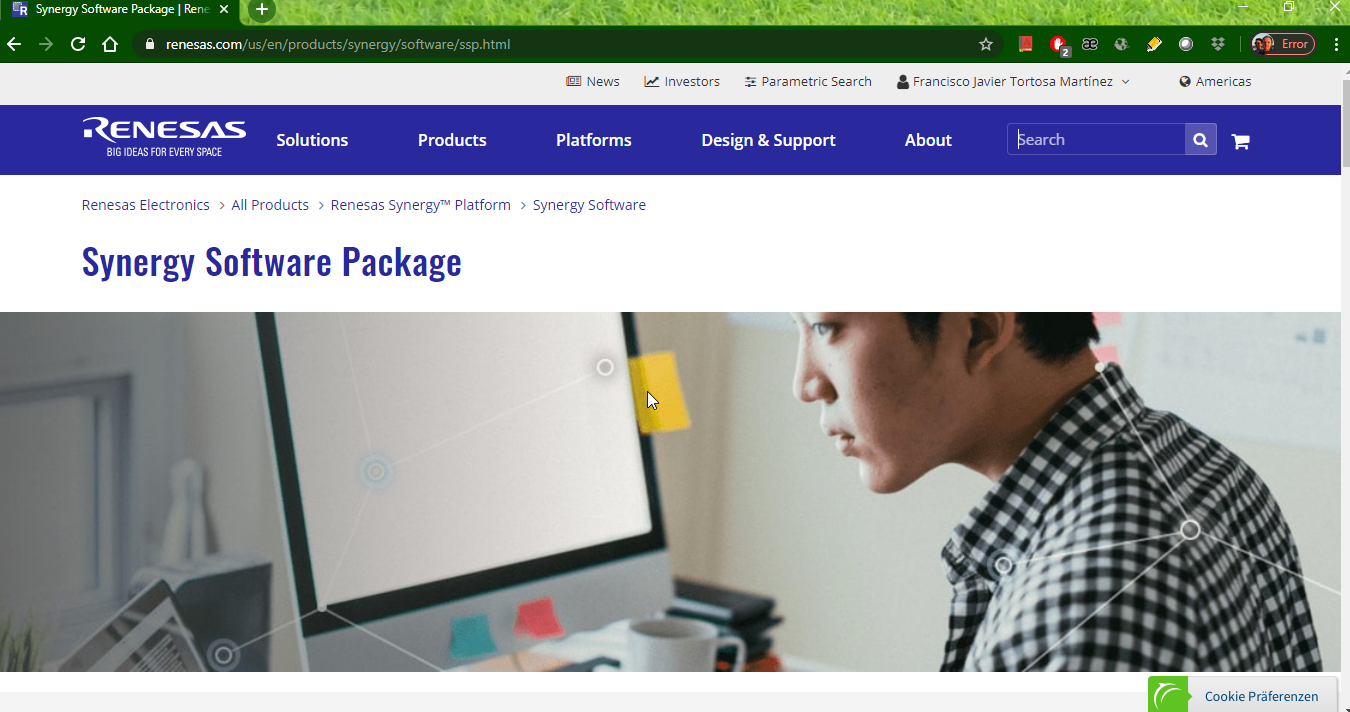 Synergy Software Package | Rene
renesas.com/us/en/products/synergy/software/ssp.html
2
æ
Error
News
Investors
Parametric Search
Francisco Javier Tortosa Martínez
Americas
RENESAS
BIG IDEAS FOR EVERY SPACE
Solutions
Products
Platforms
Design & Support
About
Search
Renesas Electronics > All Products > Renesas Synergy™ Platform > Synergy Software
Synergy Software Package
Cookie Präferenzen